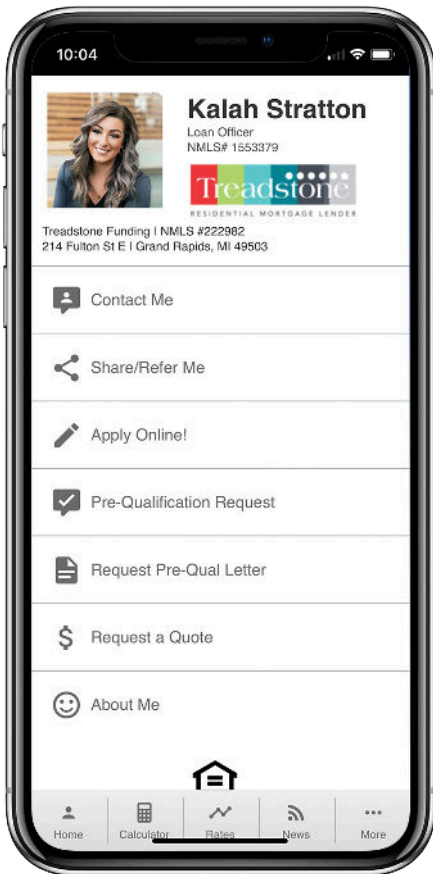 10:04
Kalah Stratton
Loan Officer
NMLS# 1553379
Treadstone
RESIDENTIAL MORTGAGE LENDER
Treadstone Funding | NMLS #222982
214 Fulton St E | Grand Rapids, MI 49503
Contact Me
Share/Refer Me
Apply Online!
Pre-Qualification Request
Request Pre-Qual Letter
Request a Quote
About Me
Home
Calculator
Rates
News
More